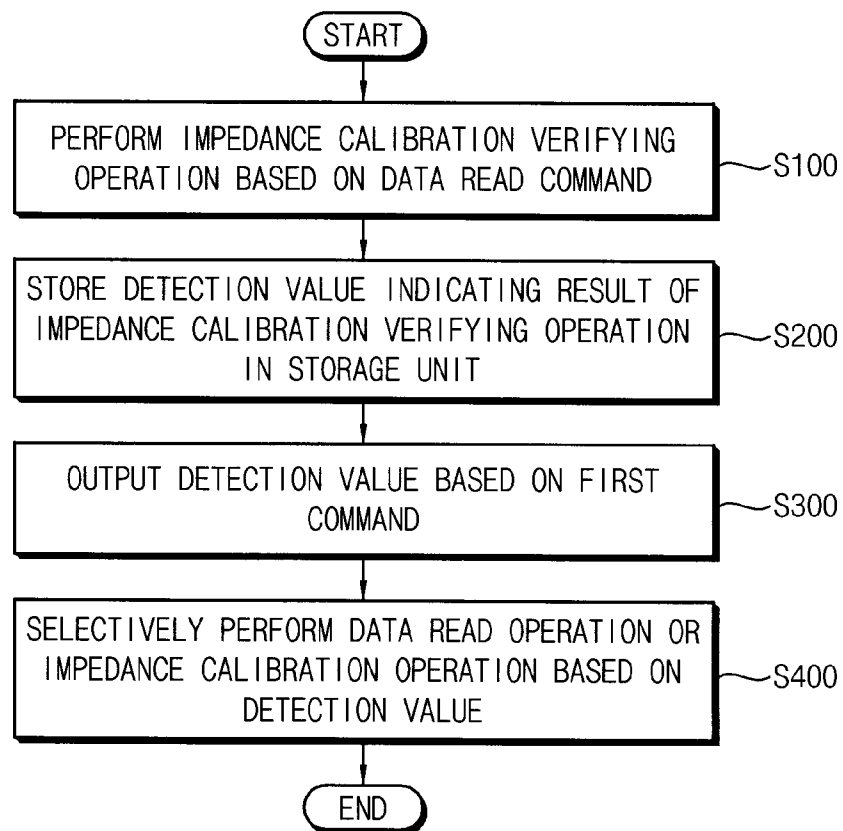 START
PERFORM IMPEDANCE CALIBRATION VERIFYING
OPERATION BASED ON DATA READ COMMAND
S100
STORE DETECTION VALUE INDICATING RESULT OF
IMPEDANCE CALIBRATION VERIFYING OPERATION
IN STORAGE UNIT
S200
OUTPUT DETECTION VALUE BASED ON FIRST
COMMAND
S300
SELECTIVELY PERFORM DATA READ OPERATION OR
IMPEDANCE CALIBRATION OPERATION BASED ON
DETECTION VALUE
S400
END